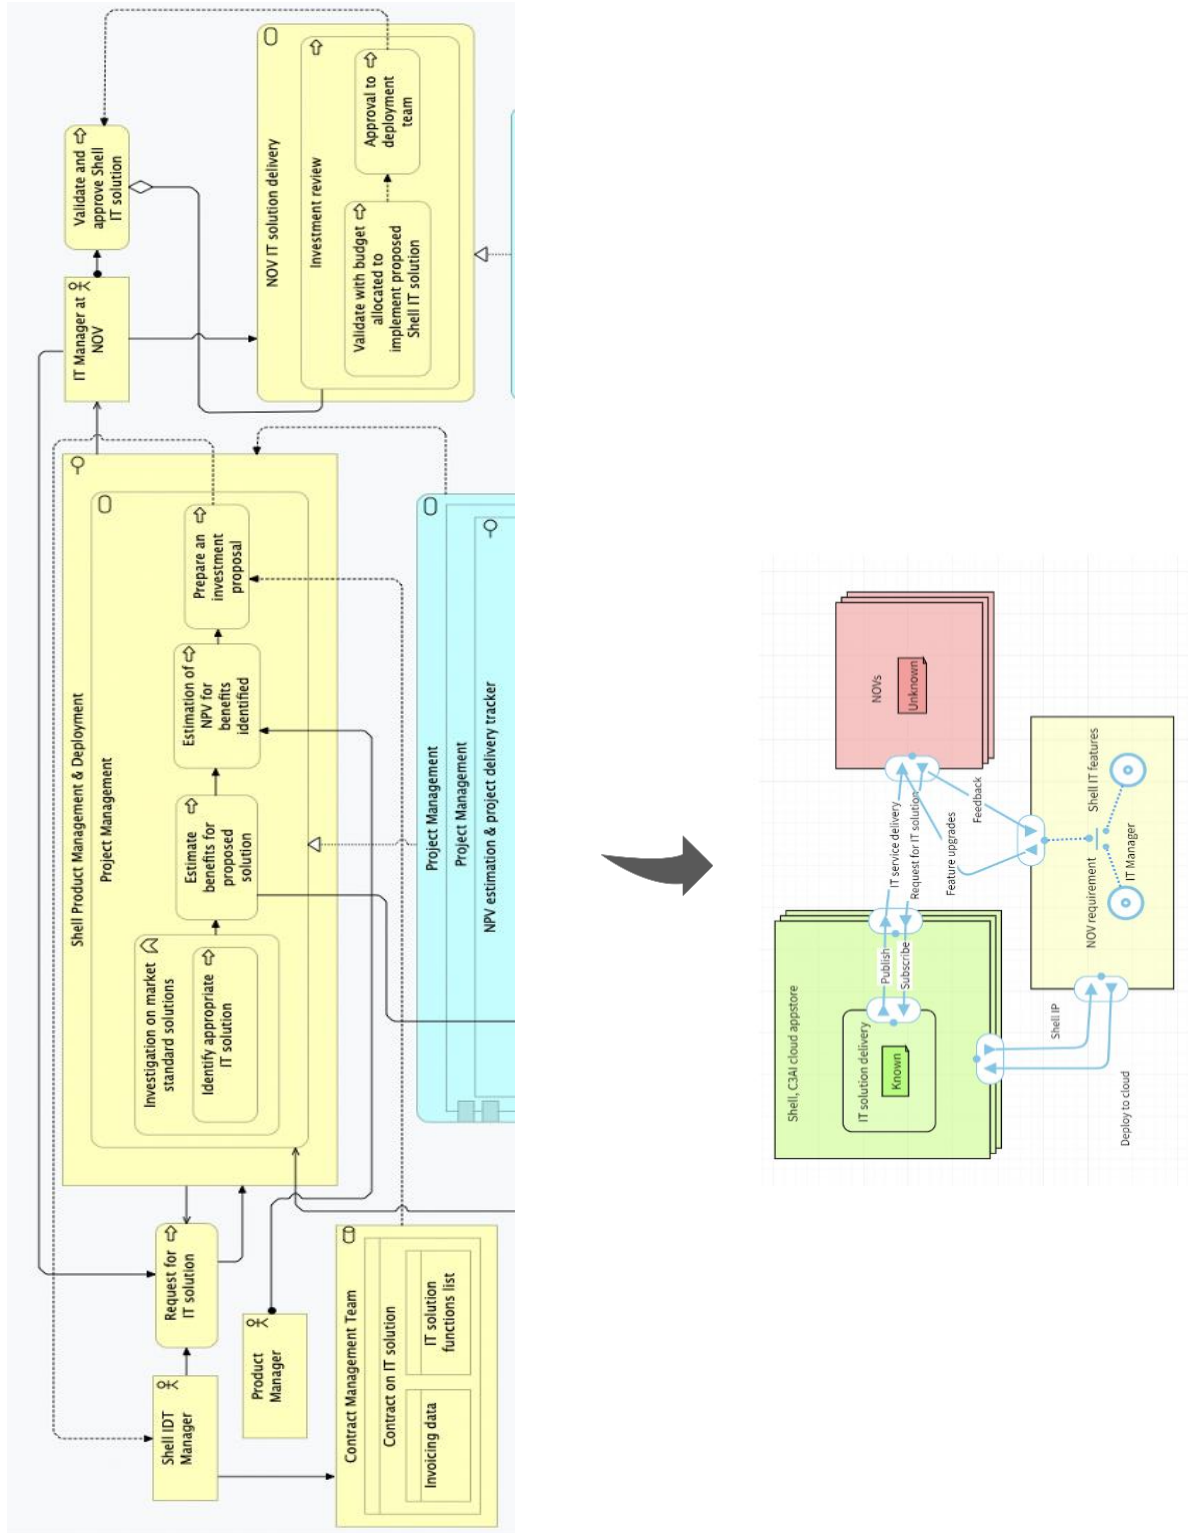 Validate and
approve Shell
IT solution
IT Manager at
NOV
NOV IT solution delivery
Investment review
Approval to
deployment
team
Validate with budget
allocated to
implement proposed
Shell IT solution
Shell Product Management & Deployment
Project Management
Prepare an
investment
proposal
Estimation of
NPV for
benefits
identified
Estimate
benefits for
proposed
solution
Investigation on market
standard solutions
Identify appropriate
IT solution
Project Management
Project Management
NPV estimation & project delivery tracker
Request for
IT solution
Shell IDT
Manager
Product
Manager
Contract Management Team
Contract on IT solution
IT solution
functions list
Invoicing data
NOVs
Unknown
IT service delivery
Request for IT solution
Feature upgrades
Feedback
Shell IT features
IT Manager
NOV requirement
Publish
Subscribe
Shell, C3AI cloud appstore
IT solution delivery
Known
Shell IP
Deploy to cloud